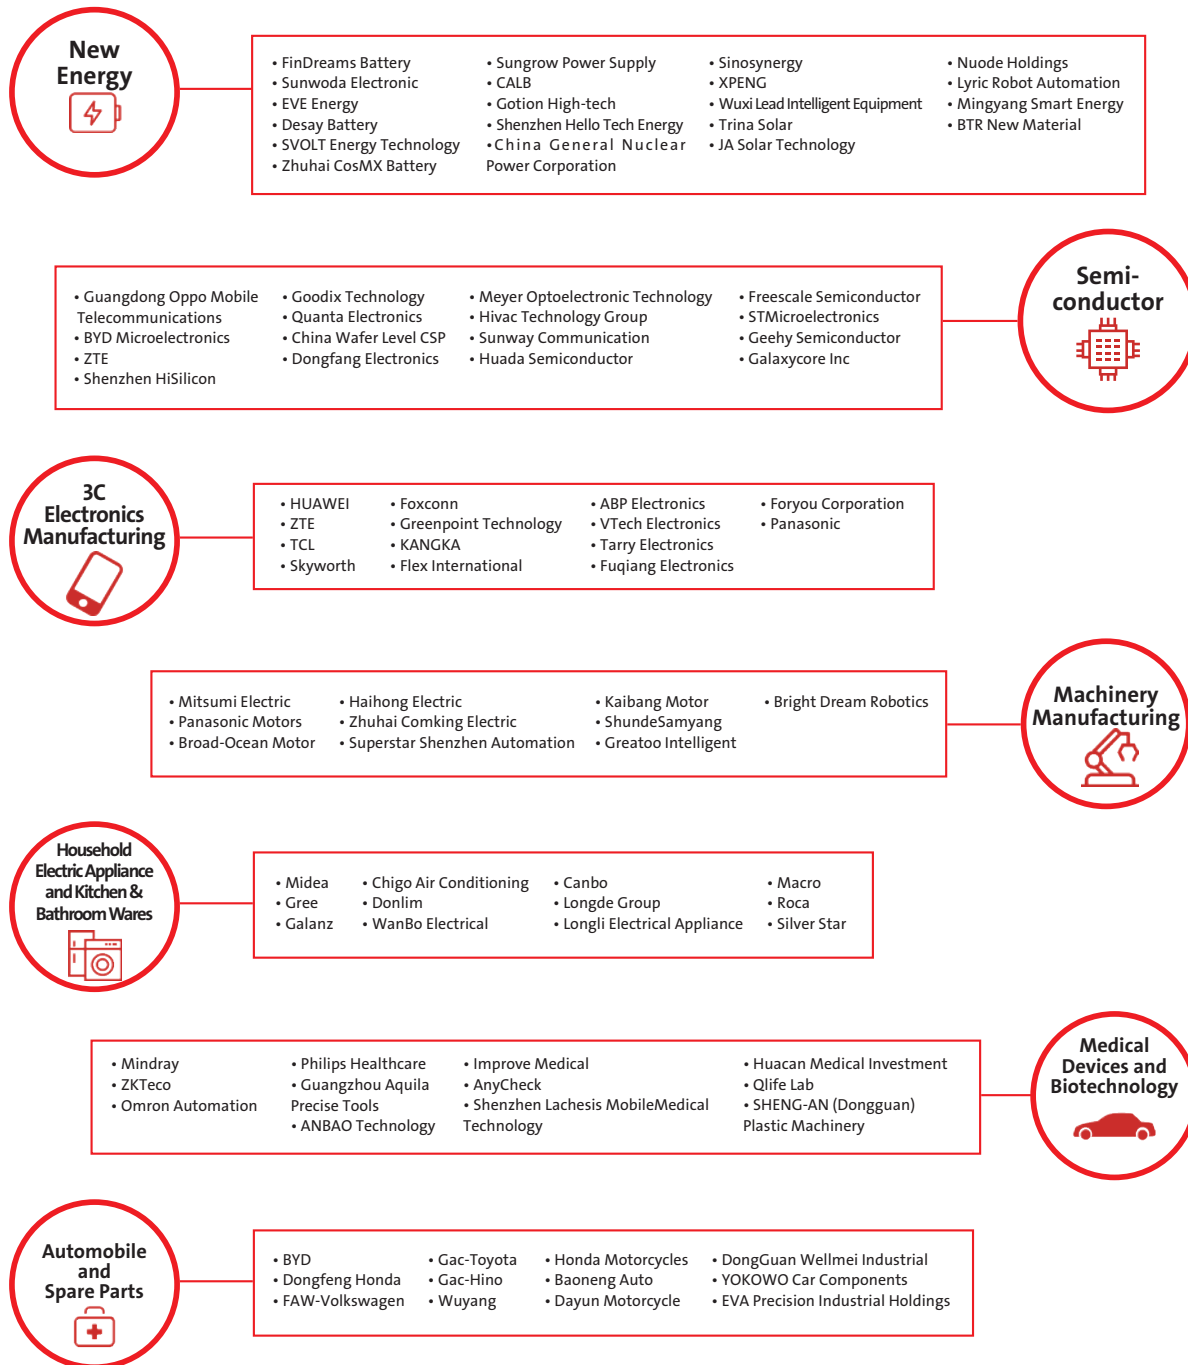 New
Energy
• FinDreams Battery
• Sunwoda Electronic
• EVE Energy
• Desay Battery
• SVOLT Energy Technology
• Zhuhai CosMX Battery
• Sungrow Power Supply
• CALB
• Gotion High-tech
• Shenzhen Hello Tech Energy
• China General Nuclear
Power Corporation
• Sinosynergy
• XPENG
• Wuxi Lead Intelligent Equipment
• Trina Solar
• JA Solar Technology
• Nuode Holdings
• Lyric Robot Automation
• Mingyang Smart Energy
• BTR New Material
Semi-
conductor
• Guangdong Oppo Mobile
Telecommunications
• BYD Microelectronics
• ZTE
• Shenzhen HiSilicon
• Goodix Technology
• Quanta Electronics
• China Wafer Level CSP
• Dongfang Electronics
• Meyer Optoelectronic Technology
• Hivac Technology Group
• Sunway Communication
• Huada Semiconductor
• Freescale Semiconductor
• STMicroelectronics
• Geehy Semiconductor
• Galaxycore Inc
3C
Electronics
Manufacturing
• HUAWEI
• ZTE
• TCL
• Skyworth
• Foxconn
• Greenpoint Technology
• KANGKA
• Flex International
• ABP Electronics
• VTech Electronics
• Tarry Electronics
• Fuqiang Electronics
• Foryou Corporation
• Panasonic
Machinery
Manufacturing
• Mitsumi Electric
• Panasonic Motors
• Broad-Ocean Motor
• Haihong Electric
• Zhuhai Comking Electric
• Superstar Shenzhen Automation
• Kaibang Motor
• ShundeSamyang
• Greatoo Intelligent
• Bright Dream Robotics
Household
Electric Appliance
and Kitchen &
Bathroom Wares
• Midea
• Gree
• Galanz
• Chigo Air Conditioning
• Donlim
• WanBo Electrical
• Canbo
• Longde Group
• Longli Electrical Appliance
• Macro
• Roca
• Silver Star
Medical
Devices and
Biotechnology
• Mindray
• ZKTeco
• Omron Automation
• Philips Healthcare
• Guangzhou Aquila
Precise Tools
• ANBAO Technology
• Improve Medical
• AnyCheck
• Shenzhen Lachesis MobileMedical
Technology
• Huacan Medical Investment
• Qlife Lab
• SHENG-AN (Dongguan)
Plastic Machinery
Automobile
and
Spare Parts
• BYD
• Dongfeng Honda
• FAW-Volkswagen
• Gac-Toyota
• Gac-Hino
• Wuyang
• Honda Motorcycles
• Baoneng Auto
• Dayun Motorcycle
• DongGuan Wellmei Industrial
• YOKOWO Car Components
• EVA Precision Industrial Holdings